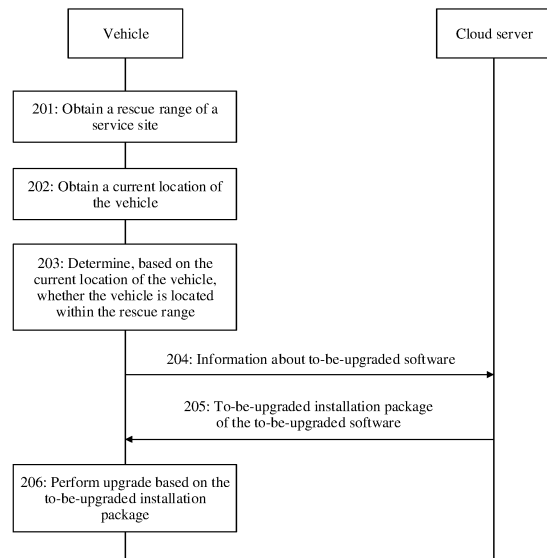 Vehicle
Cloud server
201: Obtain a rescue range of a
service site
202: Obtain a current location of
the vehicle
203: Determine, based on the
current location of the vehicle,
whether the vehicle is located
within the rescue range
204: Information about to-be-upgraded software
205: To-be-upgraded installation package
of the to-be-upgraded software
206: Perform upgrade based on the
to-be-upgraded installation
package